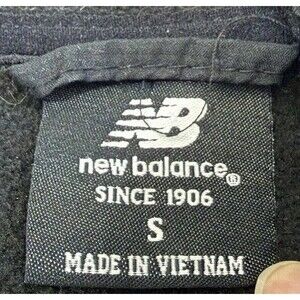 NB
new balance®
SINCE 1906
S
MADE IN VIETNAM